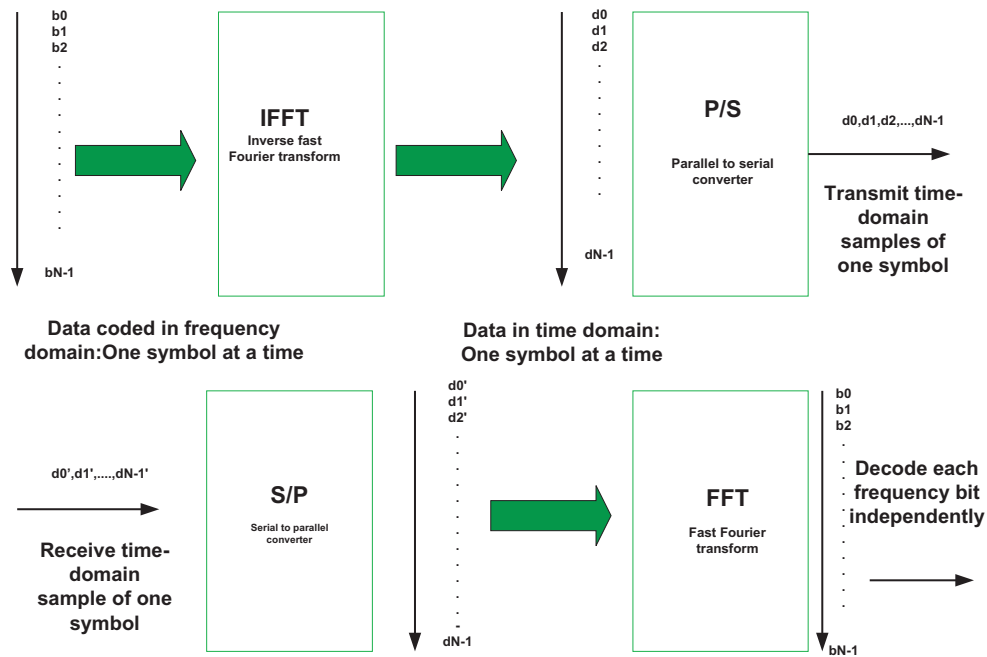 b0
b1
b2
bN-1
IFFT
Inverse fast
Fourier transform
d0
d1
d2
dN-1
P/S
Parallel to serial
converter
d0,d1,d2,...,dN-1
Transmit time-
domain
samples of
one symbol
Data coded in frequency
domain:One symbol at a time
Data in time domain:
One symbol at a time
d0',d1',....,dN-1'
Receive time-
domain
sample of one
symbol
S/P
Serial to parallel
converter
d0'
d1'
d2'
dN-1
FFT
Fast Fourier
transform
b0
b1
b2
bN-1
Decode each
frequency bit
independently